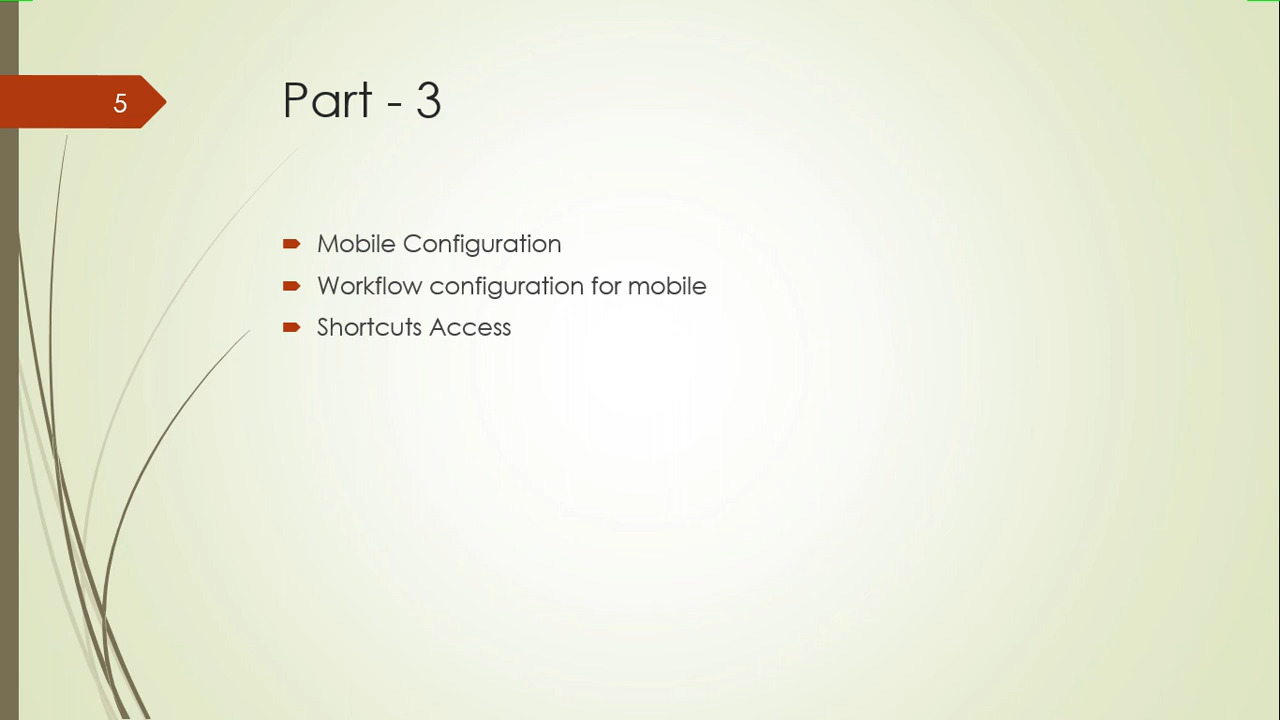 5
Part - 3
Mobile Configuration
Workflow configuration for mobile
Shortcuts Access